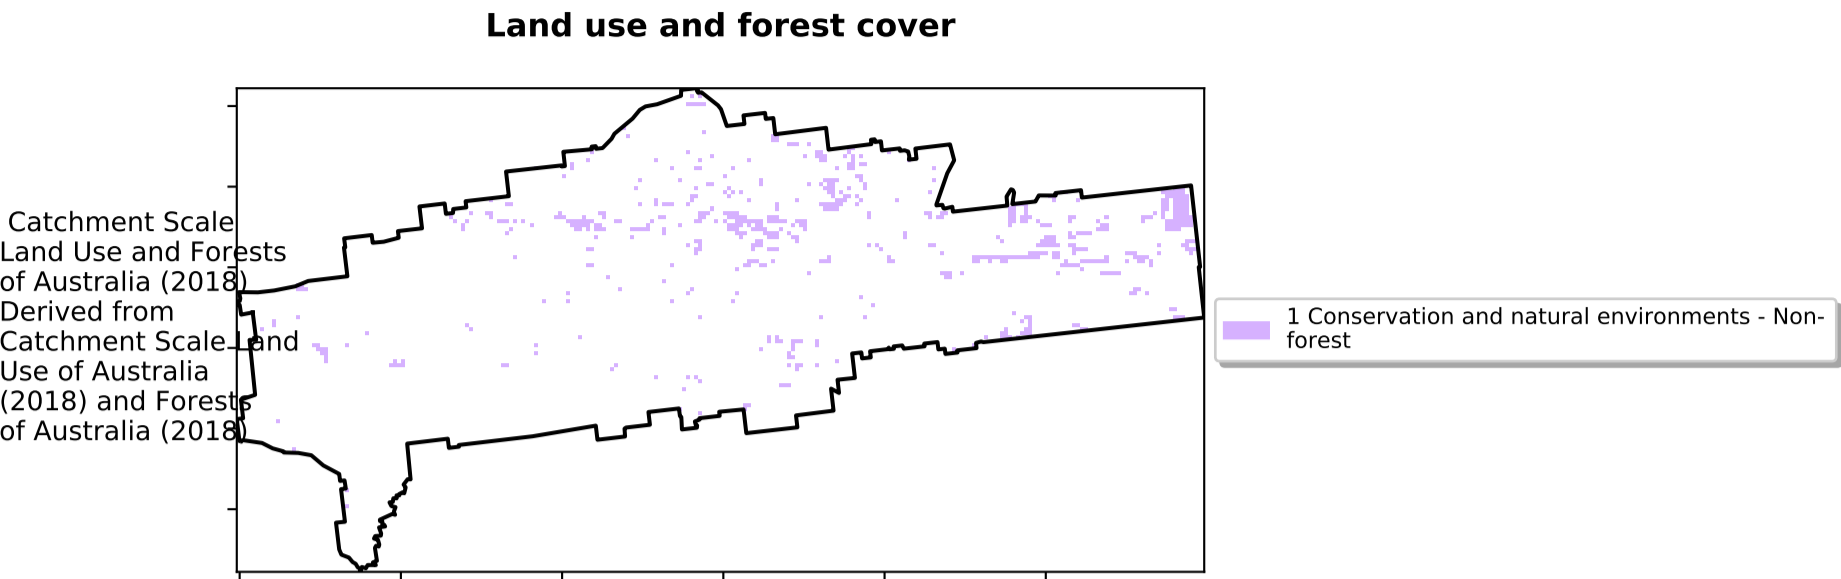 Land use and forest cover
Catchment Scale
Land Use and Forests
of Australia (2018)
Derived from
Catchment Scale Land
Use of Australia
(2018) and Forests
of Australia (2018)
1 Conservation and natural environments - Non-
forest